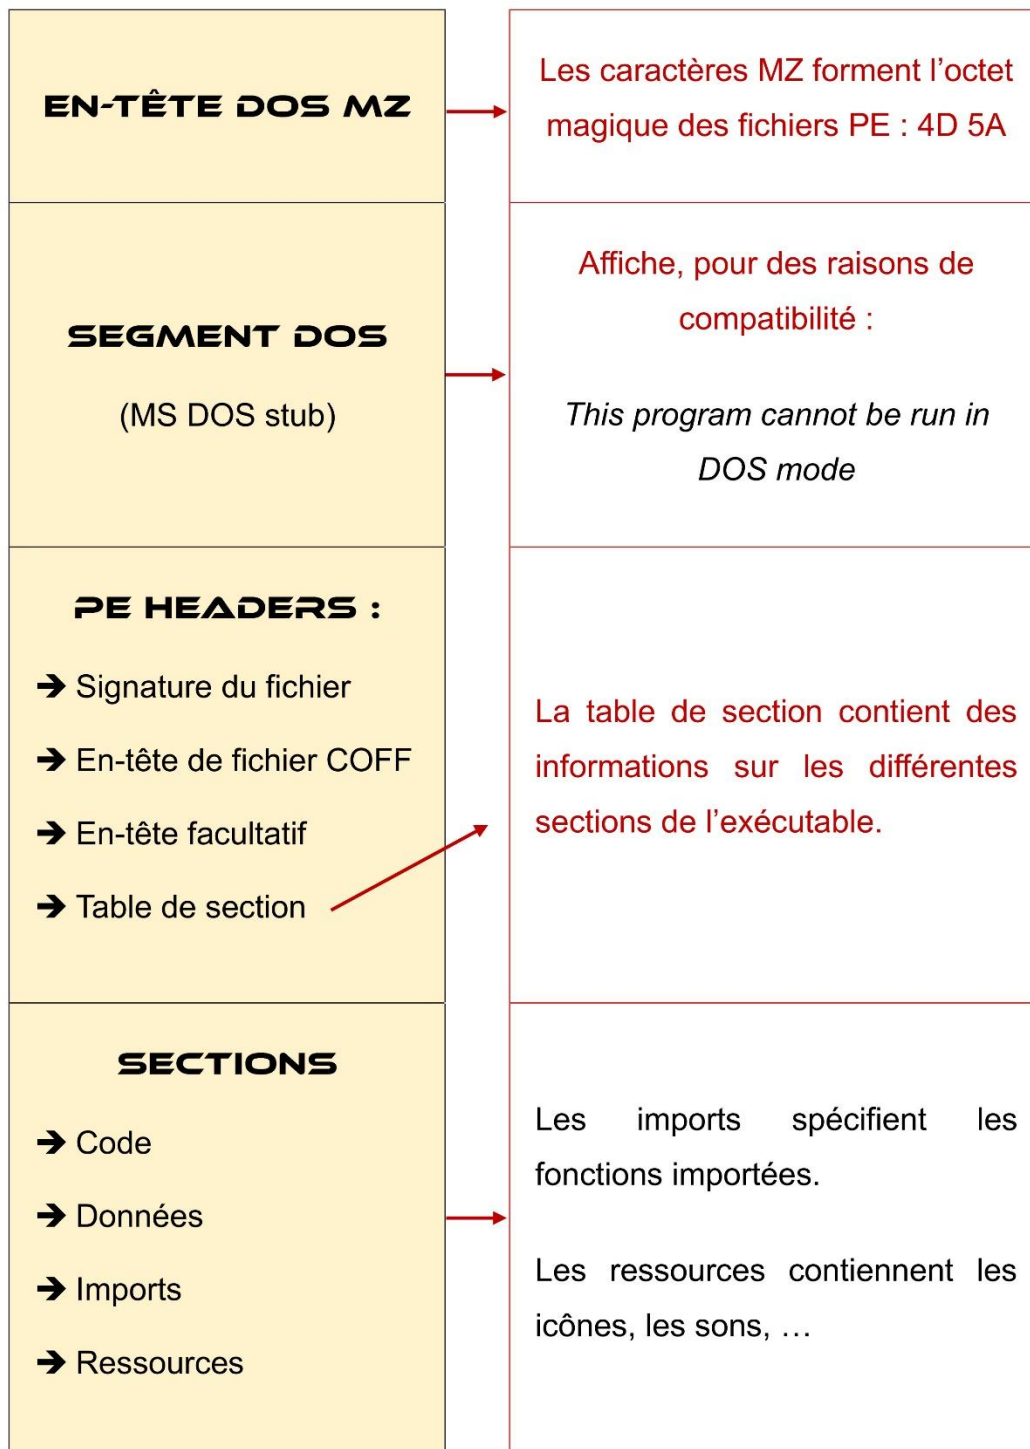 EN-TÊTE DOS MZ
Les caractères MZ forment l’octet
magique des fichiers PE : 4D 5A
SEGMENT DOS
(MS DOS stub)
Affiche, pour des raisons de
compatibilité :
This program cannot be run in
DOS mode
PE HEADERS :
➔ Signature du fichier
➔ En-tête de fichier COFF
➔ En-tête facultatif
➔ Table de section
La table de section contient des
informations sur les différentes
sections de l’exécutable.
SECTIONS
➔ Code
➔ Données
➔ Imports
➔ Ressources
Les imports spécifient les
fonctions importées.
Les ressources contiennent les
icônes, les sons, …